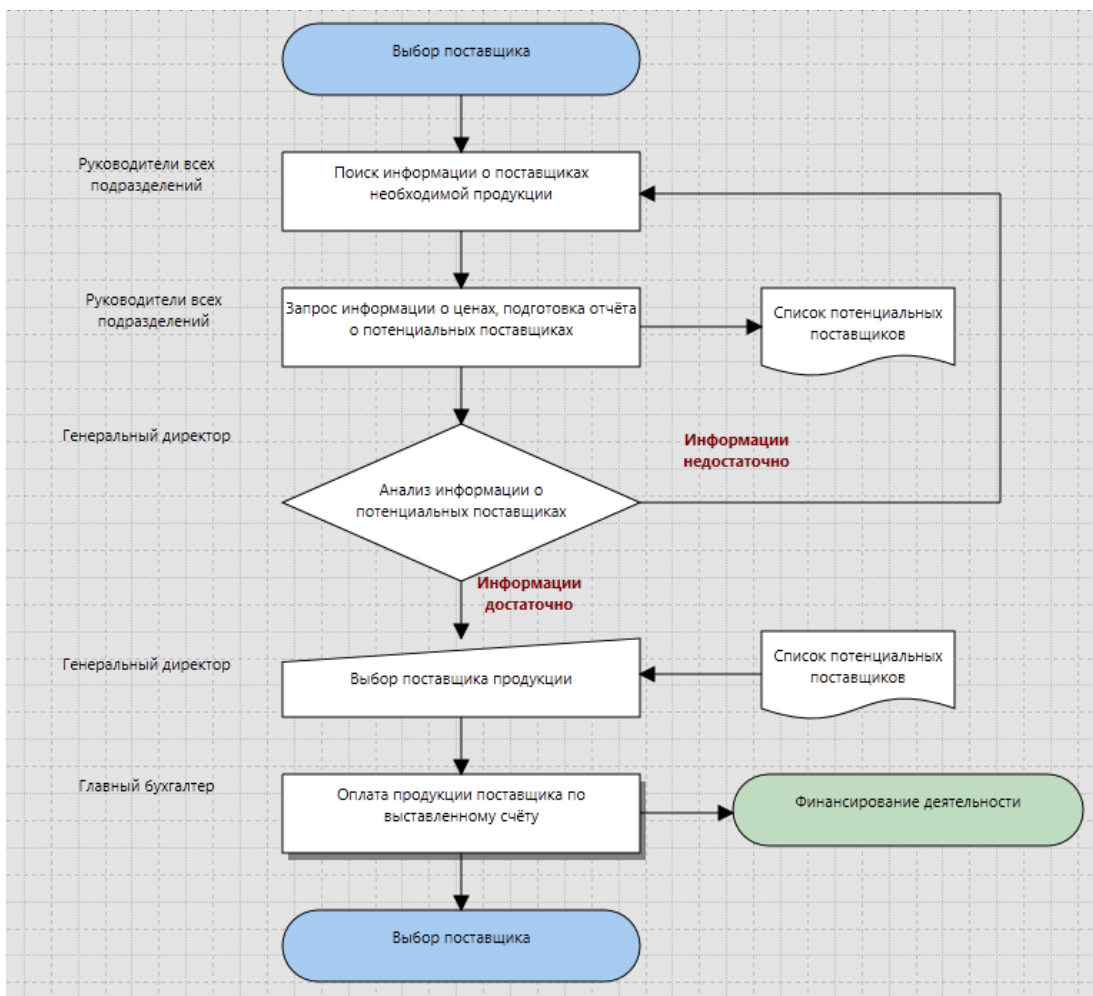 Выбор поставщика
Руководители всех
подразделений
Поиск информации о поставщиках
необходимой продукции
Руководители всех
подразделений
Запрос информации о ценах, подготовка отчёта
о потенциальных поставщиках
Список потенциальных
поставщиков
Генеральный директор
Информации
недостаточно
Анализ информации о
потенциальных поставщиках
Информации
достаточно
Генеральный директор
Выбор поставщика продукции
Список потенциальных
поставщиков
Главный бухгалтер
Оплата продукции поставщика по
выставленному счёту
Финансирование деятельности
Выбор поставщика